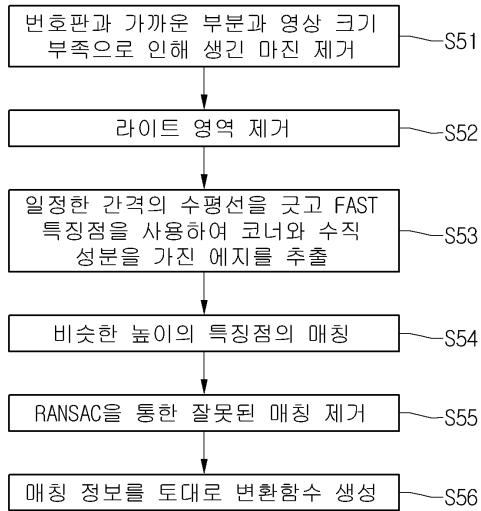 번호판과 가까운 부분과 영상 크기
부족으로 인해 생긴 마진 제거
S51
라이트 영역 제거
S52
일정한 간격의 수평선을 긋고 FAST
특징점을 사용하여 코너와 수직
성분을 가진 에지를 추출
S53
비슷한 높이의 특징점의 매칭
S54
RANSAC을 통한 잘못된 매칭 제거
S55
매칭 정보를 토대로 변환함수 생성
S56